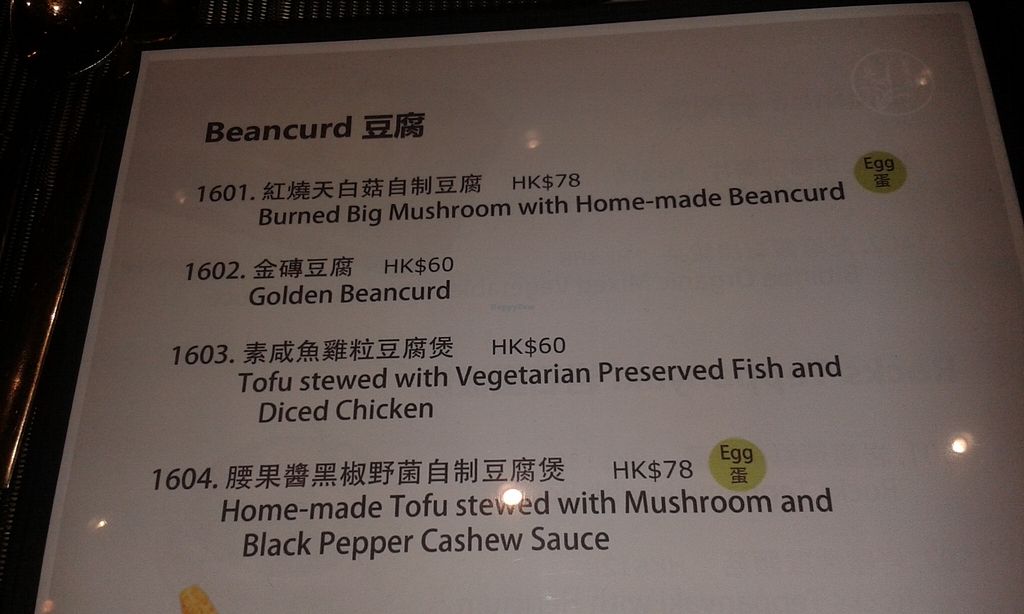 Beancurd 豆腐
1601. 紅燒天白菇自制豆腐 HK$78
Egg
蛋
Burned Big Mushroom with Home-made Beancurd
1602. 金磚豆腐 HK$60
Golden Beancurd
1603. 素咸魚雞粒豆腐煲 HK$60
Tofu stewed with Vegetarian Preserved Fish and
Diced Chicken
1604. 腰果醬黑椒野菌自制豆腐煲 HK$78
Egg
蛋
Home-made Tofu stewed with Mushroom and
Black Pepper Cashew Sauce